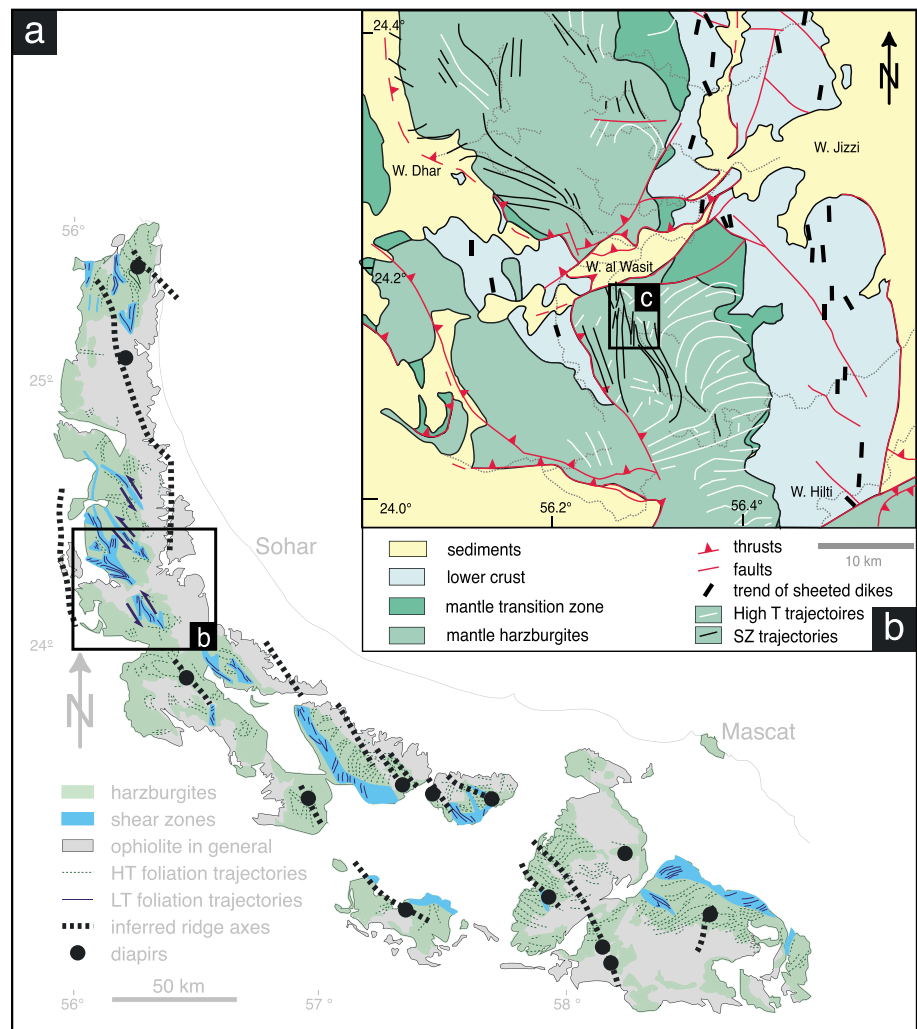 a
24.4°
N
W. Jizzi
W. Dhar
W. al Wasit
24.2°
c
56°
25º
W. Hilti
24.0°
56.2°
56.4°
Sohar
sediments
lower crust
mantle transition zone
mantle harzburgites
thrusts
faults
trend of sheeted dikes
High T trajectoires
SZ trajectories
10 km
b
b
24º
N
Mascat
harzburgites
shear zones
ophiolite in general
HT foliation trajectories
LT foliation trajectories
inferred ridge axes
diapirs
50 km
56°
57°
58 °